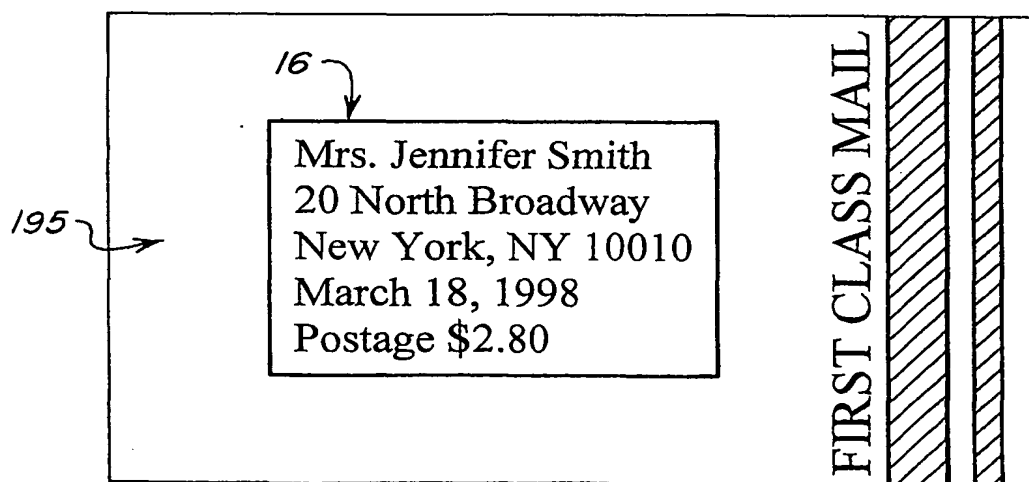 16
195
Mrs. Jennifer Smith
20 North Broadway
New York, NY 10010
March 18, 1998
Postage $2.80
FIRST CLASS MAIL